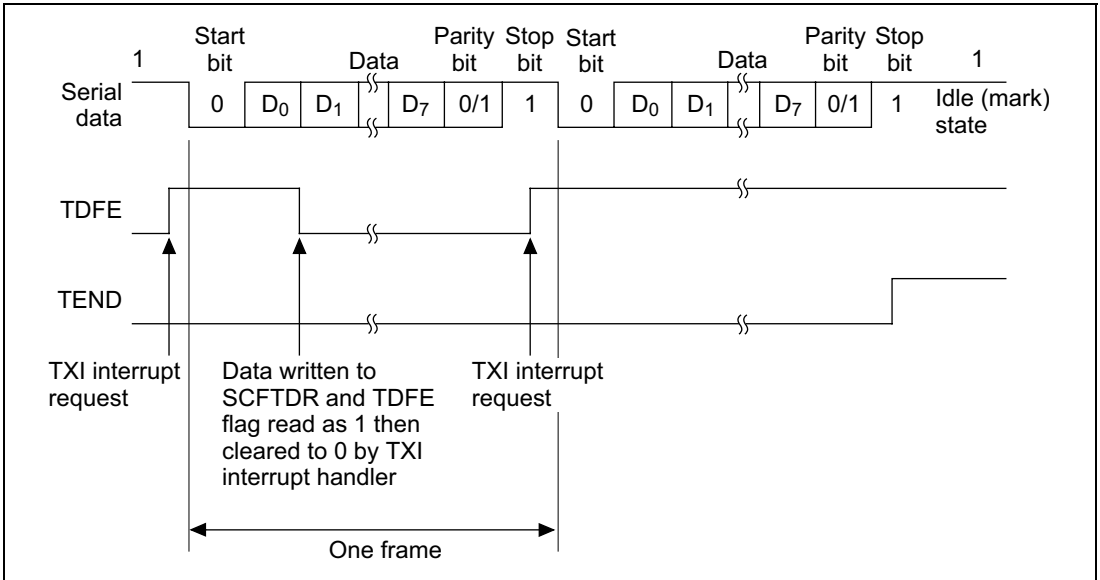 Start bit Data Parity bit Stop bit Start bit Data Parity bit Stop bit
1 1
Serial data 0 D0 D1 D7 0/1 1 0 D0 D1 D7 0/1 1 Idle (mark) state
TDFE
TEND
TXI interrupt
request
Data written to
SCFTDR and TDFE
flag read as 1 then
cleared to 0 by TXI
interrupt handler
TXI interrupt
request
One frame